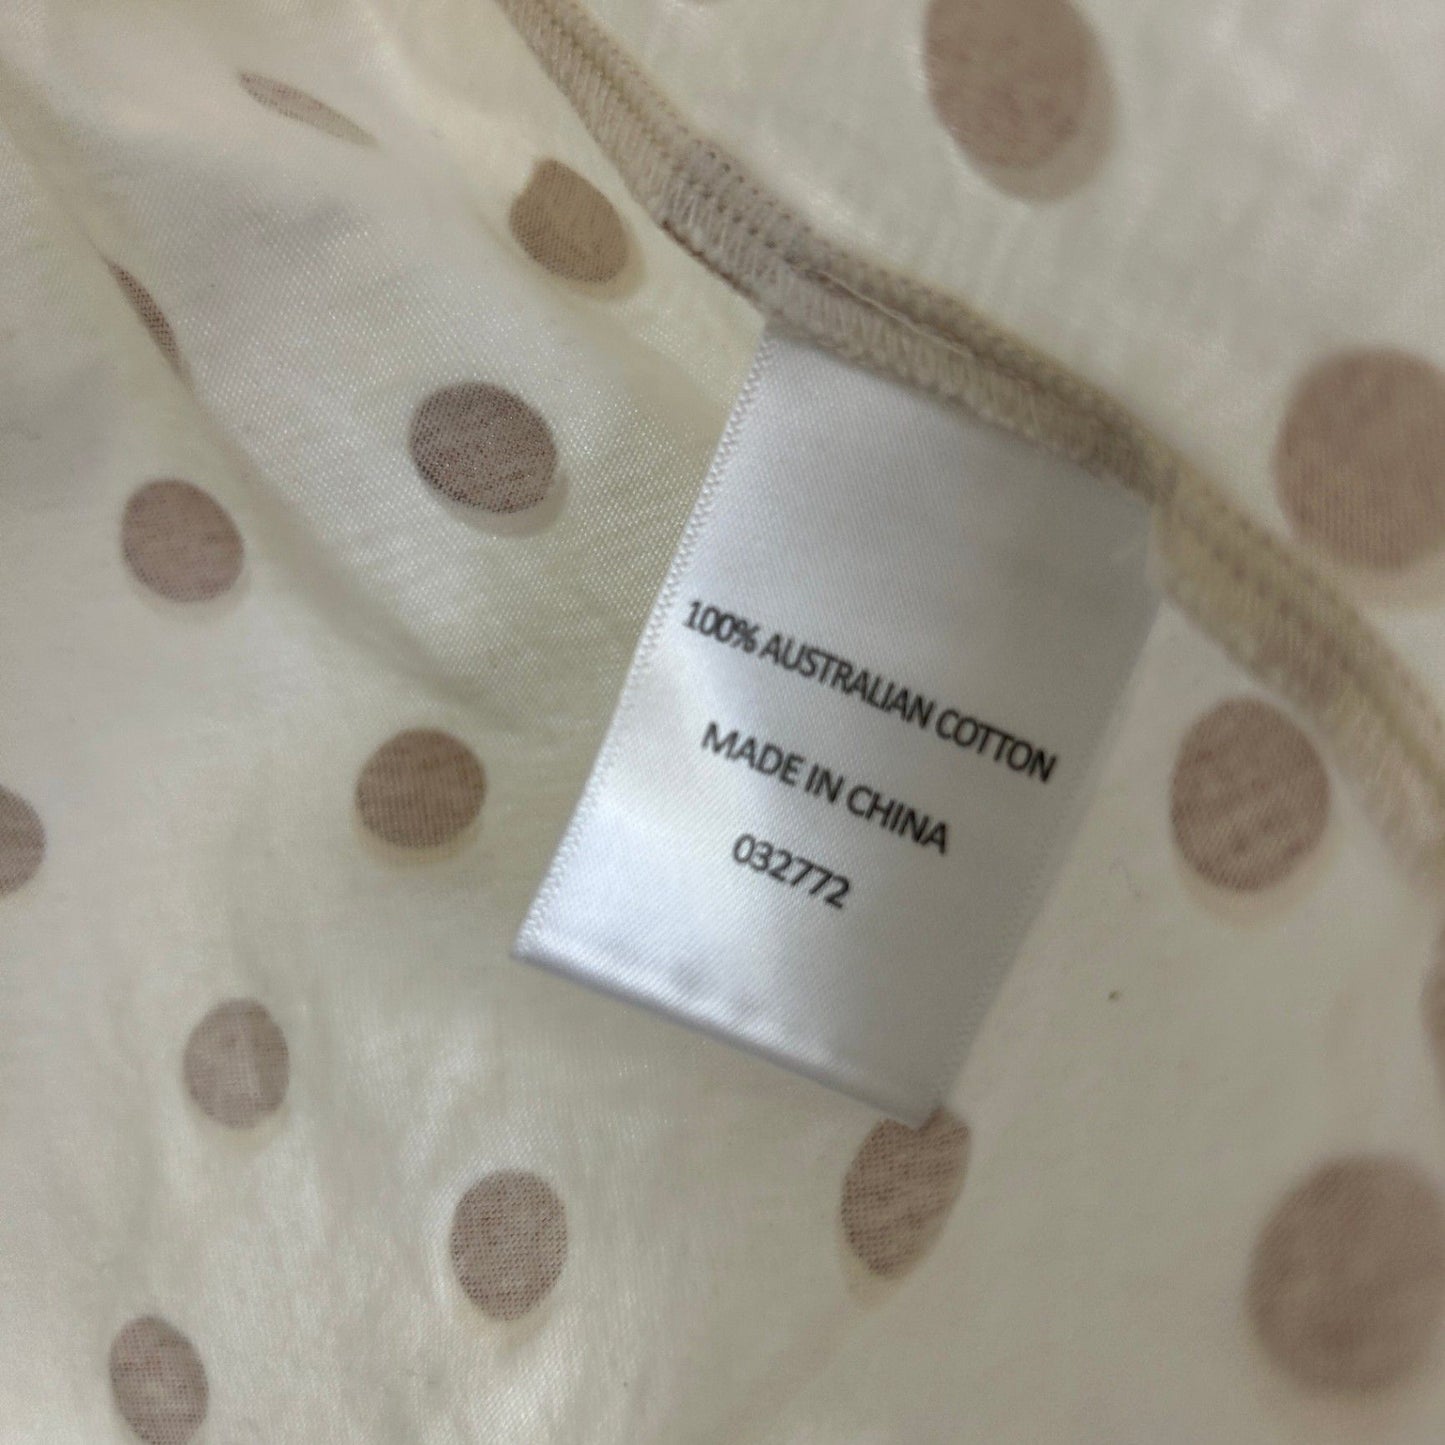 100% AUSTRALIAN COTTON
MADE IN CHINA
032772